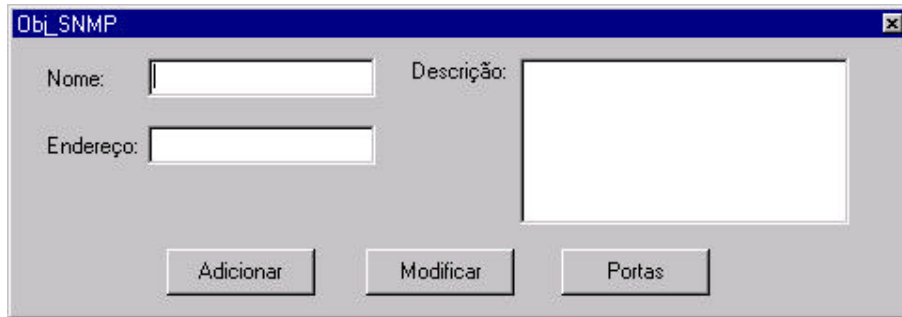 Obj_SNMP
Nome:
Descrição:
Endereço:
Adicionar Modificar Portas